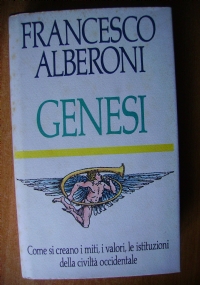 FRANCESCO
ALBERONI
GENESI
Come si creano i miti, i valori, le istituzioni
della civiltà occidentale